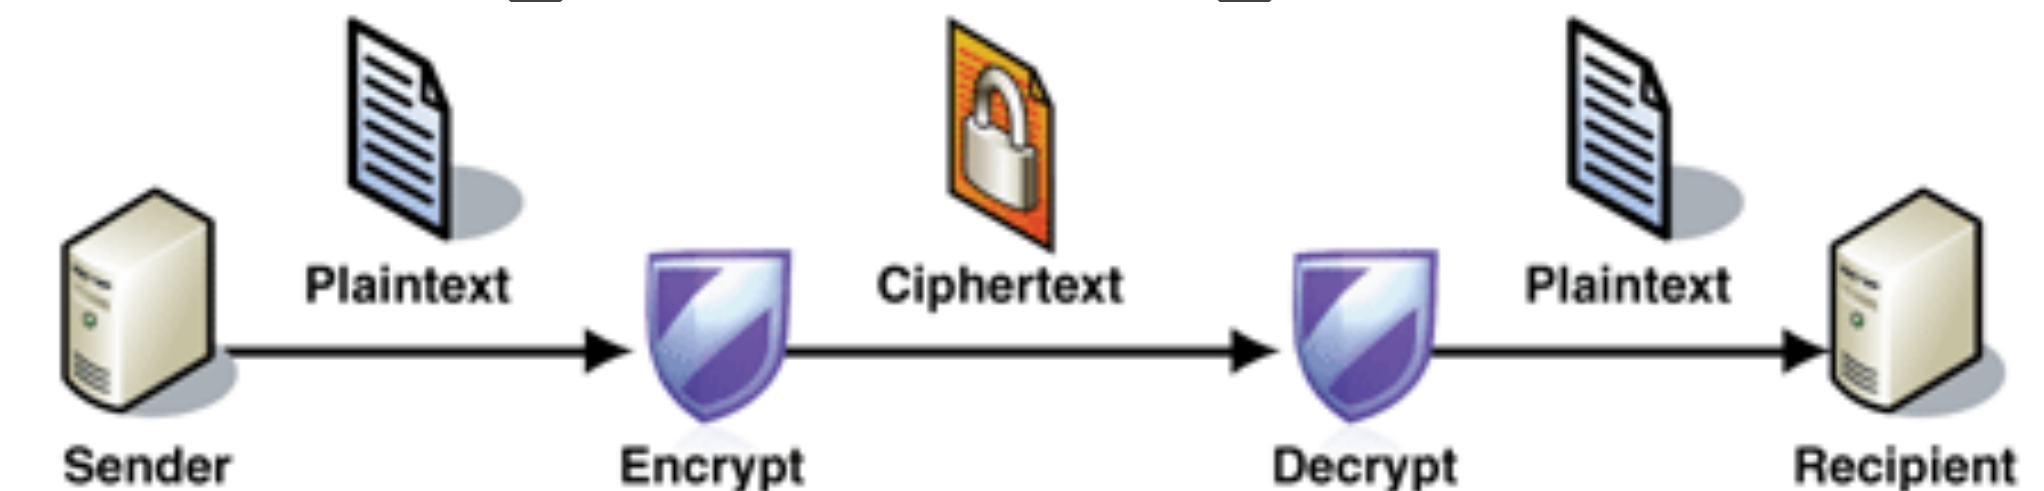 Plaintext
Ciphertext
Plaintext
Sender
Encrypt
Decrypt
Recipient